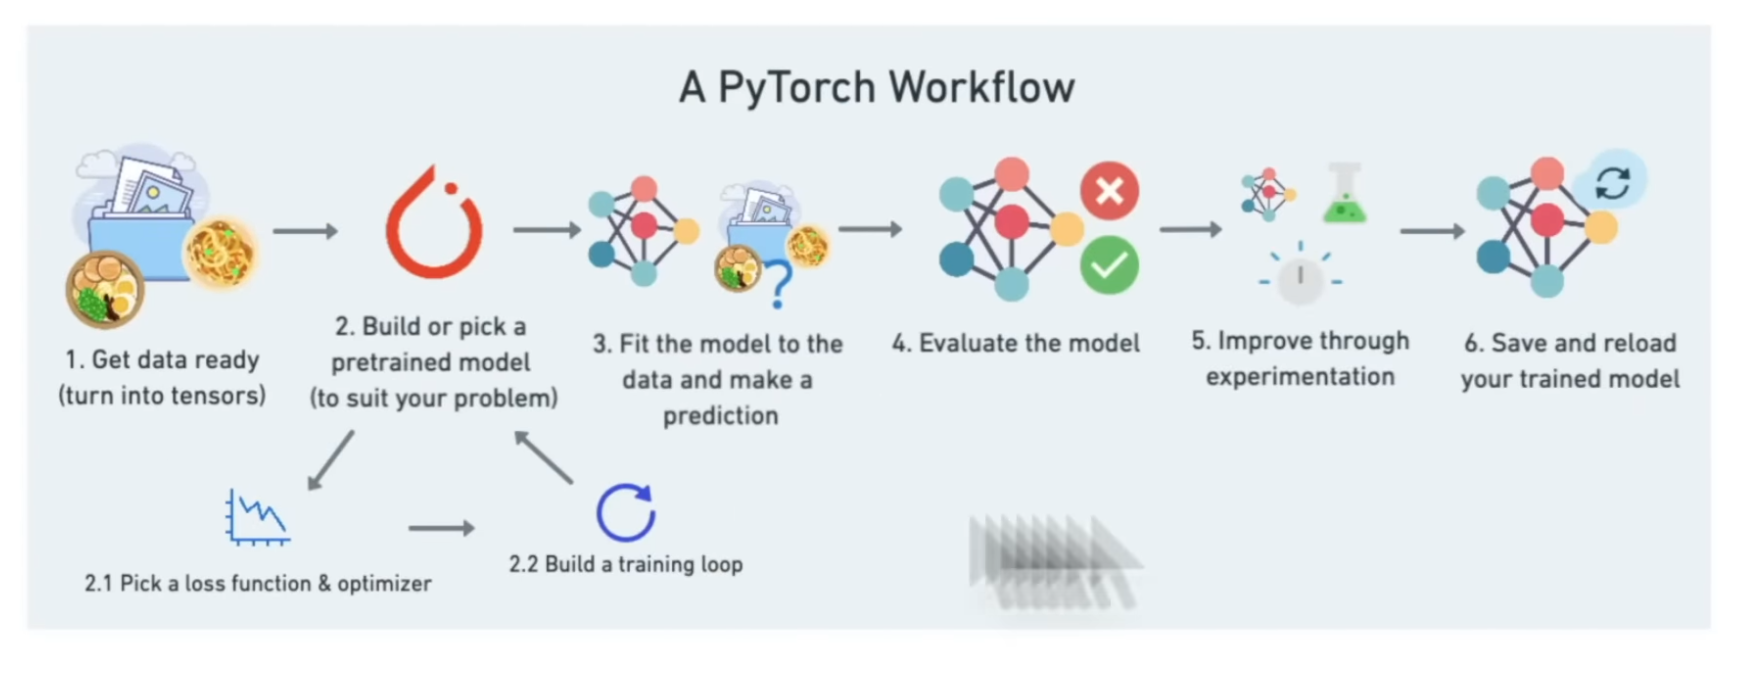 A PyTorch Workflow
1. Get data ready
(turn into tensors)
2. Build or pick a
pretrained model
(to suit your problem)
3. Fit the model to the
data and make a
prediction
4. Evaluate the model
5. Improve through
experimentation
6. Save and reload
your trained model
2.1 Pick a loss function & optimizer
2.2 Build a training loop